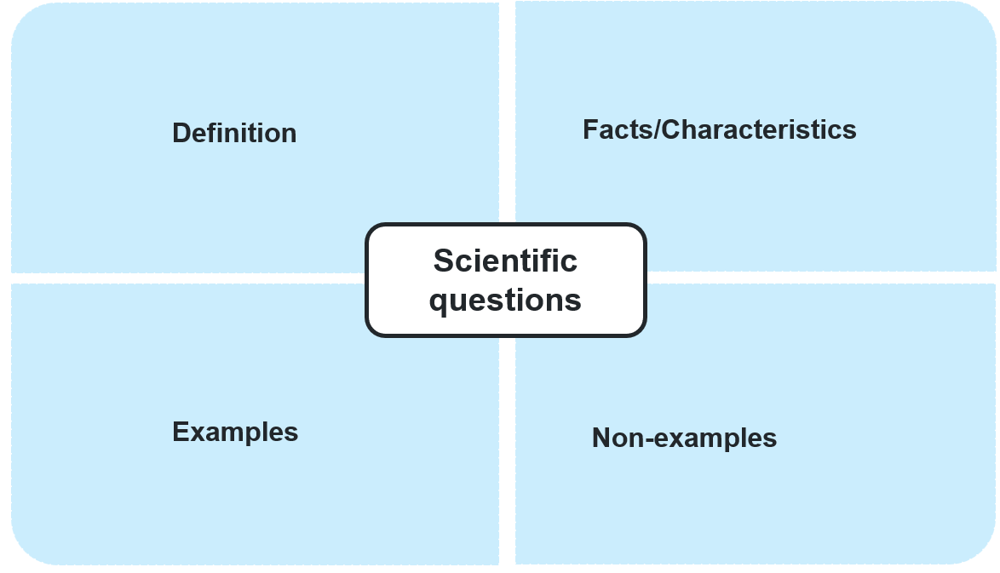 Definition
Facts/Characteristics
Scientific
questions
Examples
Non-examples